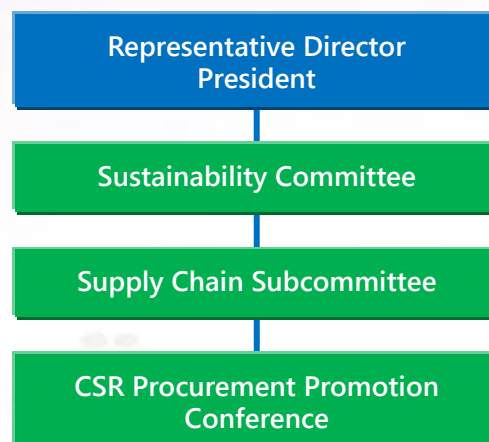 Representative Director
President
Sustainability Committee
Supply Chain Subcommittee
CSR Procurement Promotion
Conference